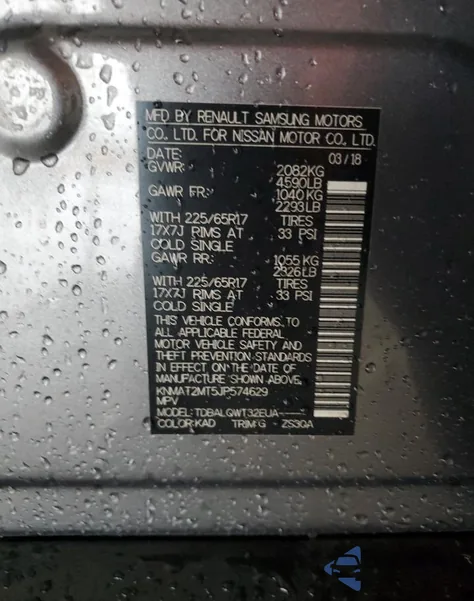 MFD BY RENAULT SAMSUNG MOTORS
CO. LTD. FOR NISSAN MOTOR CO., LTD.
DATE: 03 / 18
GVWR: 2082KG
4590LB
GAWR FR: 1040 KG
2293LB
WITH 225/65R17 TIRES
17X7J RIMS AT 33 PSI
COLD SINGLE
GAWR RR: 1055 KG
2326LB
WITH 225/65R17 TIRES
17X7J RIMS AT 33 PSI
COLD SINGLE
THIS VEHICLE CONFORMS TO
ALL APPLICABLE FEDERAL
MOTOR VEHICLE SAFETY AND
THEFT PREVENTION STANDARDS
IN EFFECT ON THE DATE OF
MANUFACTURE SHOWN ABOVE.
KNMAT2MT5JP574629
MPV
MODEL: TDBALQWT32EUA-----
COLOR:KAD TRIM:G ZS3QA